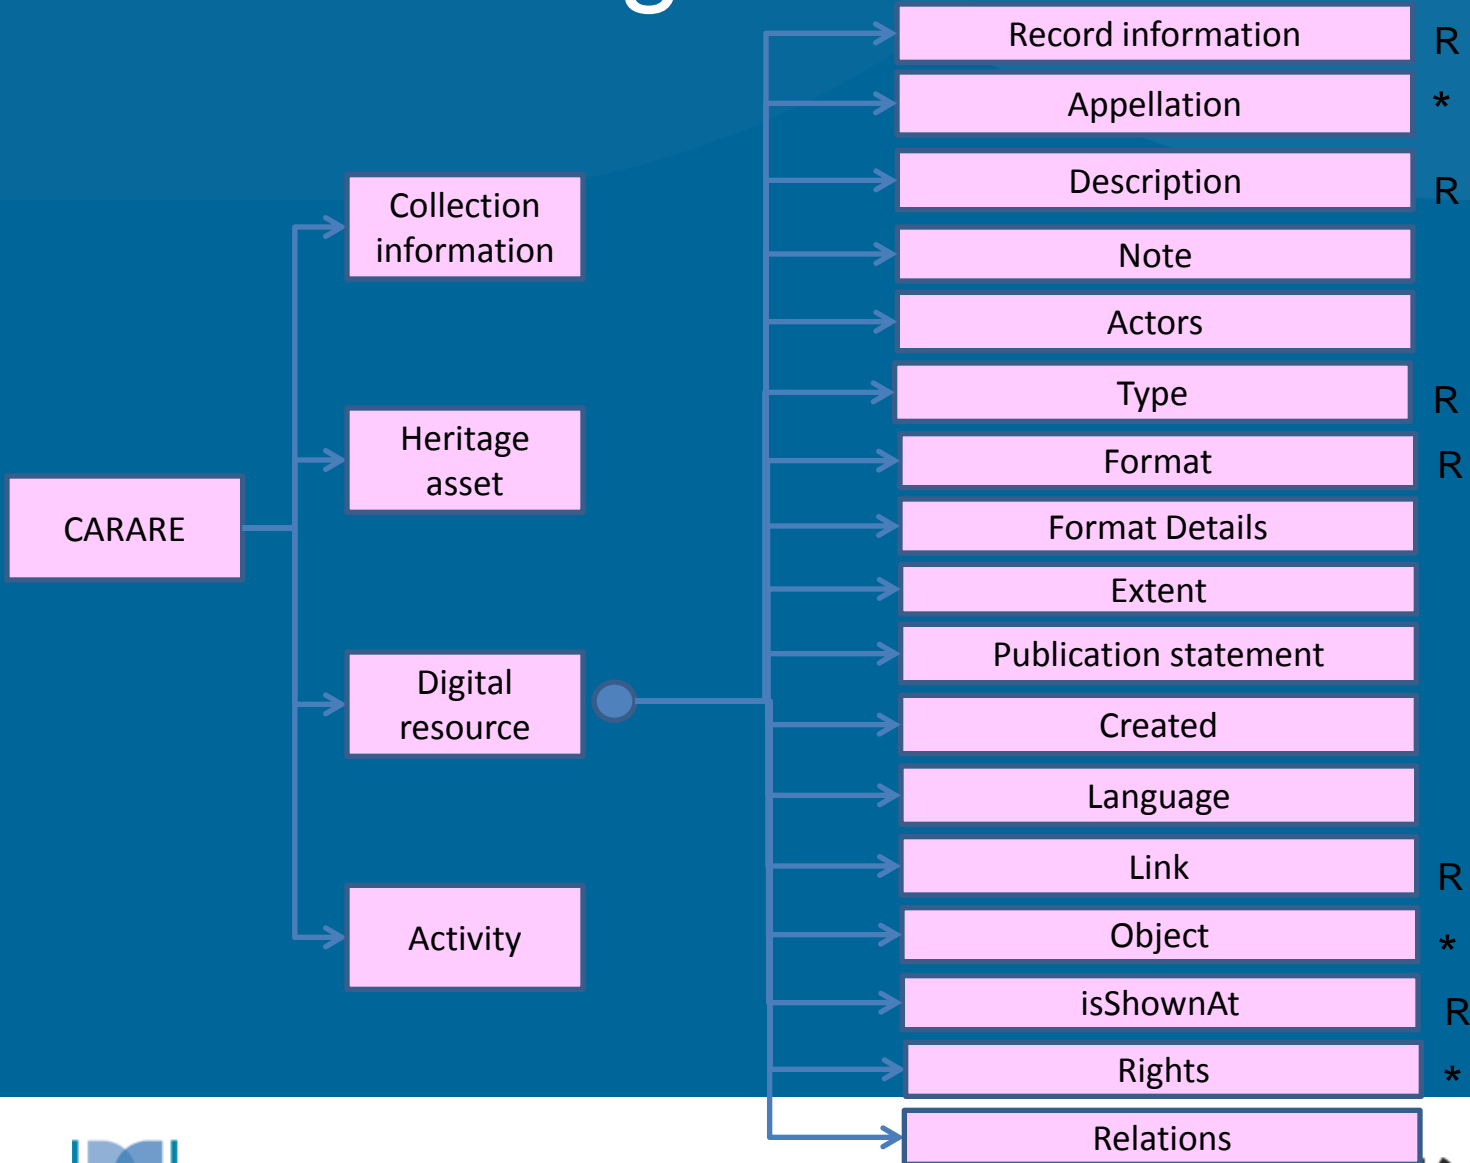 CARARE
Collection
information
Heritage
asset
Digital
resource
Activity
Record information R
Appellation *
Description R
Note
Actors
Type R
Format R
Format Details
Extent
Publication statement
Created
Language
Link R
Object *
isShownAt R
Rights *
Relations